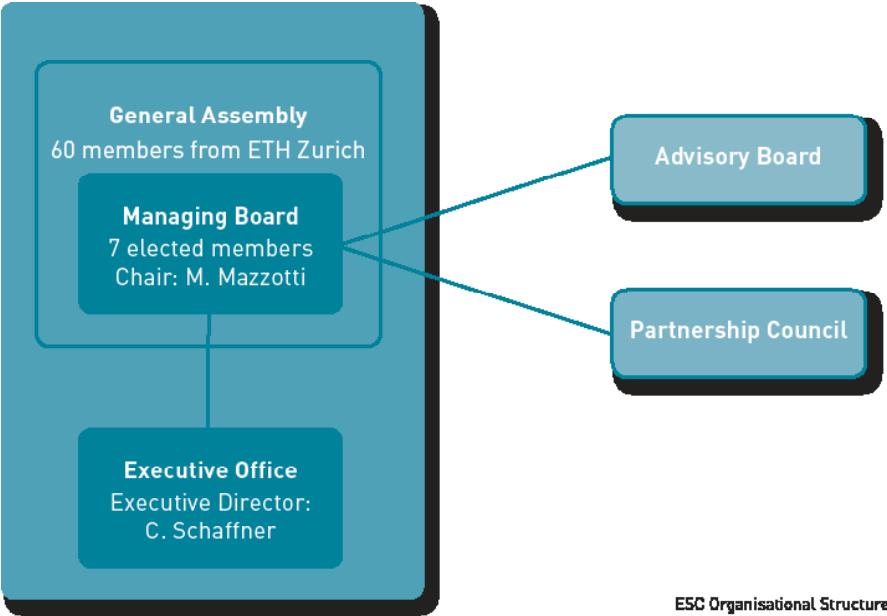 General Assembly
60 members from ETH Zurich
Managing Board
7 elected members
Chair: M. Mazzotti
Executive Office
Executive Director:
C. Schaffner
Advisory Board
Partnership Council
ESC Organisational Structure